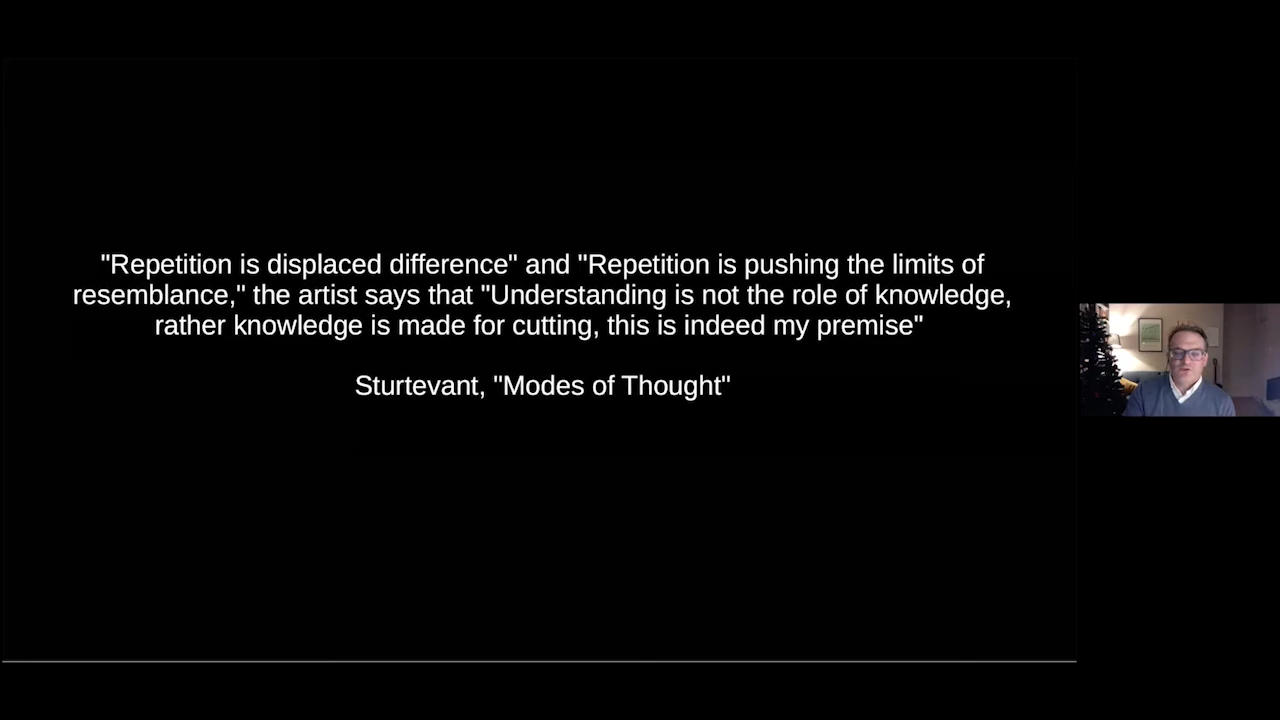 "Repetition is displaced difference" and "Repetition is pushing the limits of
resemblance," the artist says that "Understanding is not the role of knowledge,
rather knowledge is made for cutting, this is indeed my premise"
Sturtevant, "Modes of Thought"